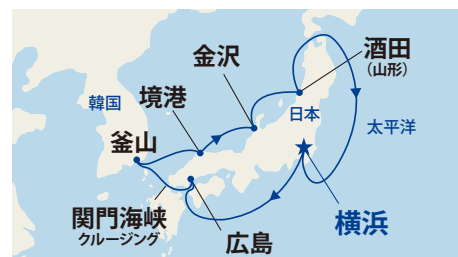 酒田
(山形)
金沢
境港
韓国
日本
太平洋
釜山
関門海峡
クルージング
広島
横浜